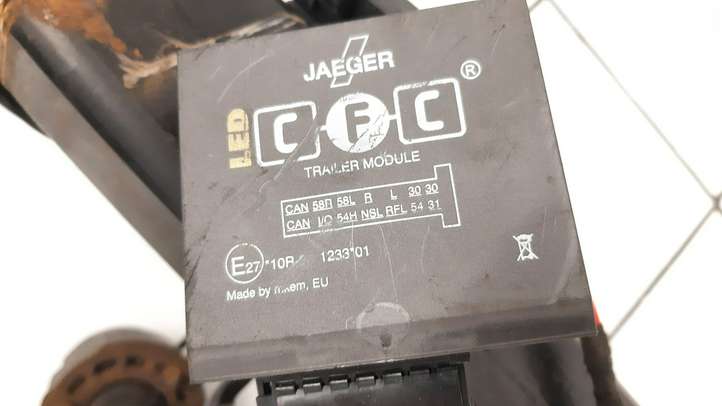 JAEGER
LED
CFC ®
TRAILER MODULE
CAN 58R 58L R L 30 30
CAN I/O 54H NSL RFL 54 31
E27 *10R 1233*01
Made by EU